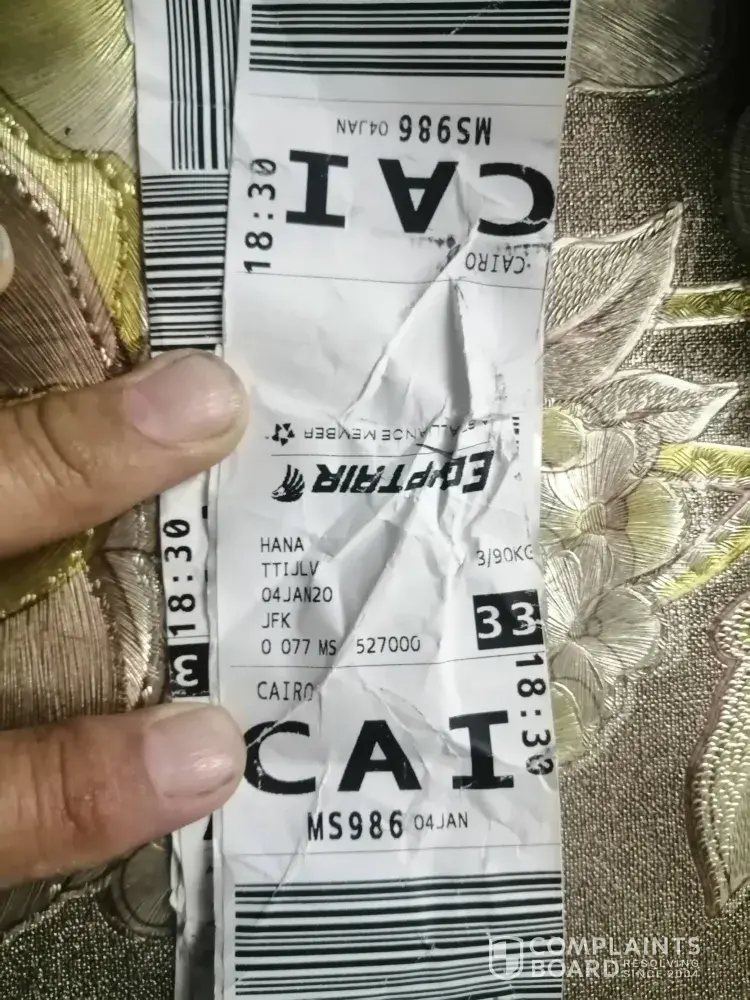 MS986 04JAN
CAI
18:30
CAIRO
ALLIANCE MEMBER
EGYPTAIR
HANA
TTIJLV
04JAN20
JFK
0 077 MS 527000
3/90KG
33
18:30
3
CAIRO
CAI
18:30
MS986 04JAN
COMPLAINTS
BOARD RESOLVING
SINCE 2004